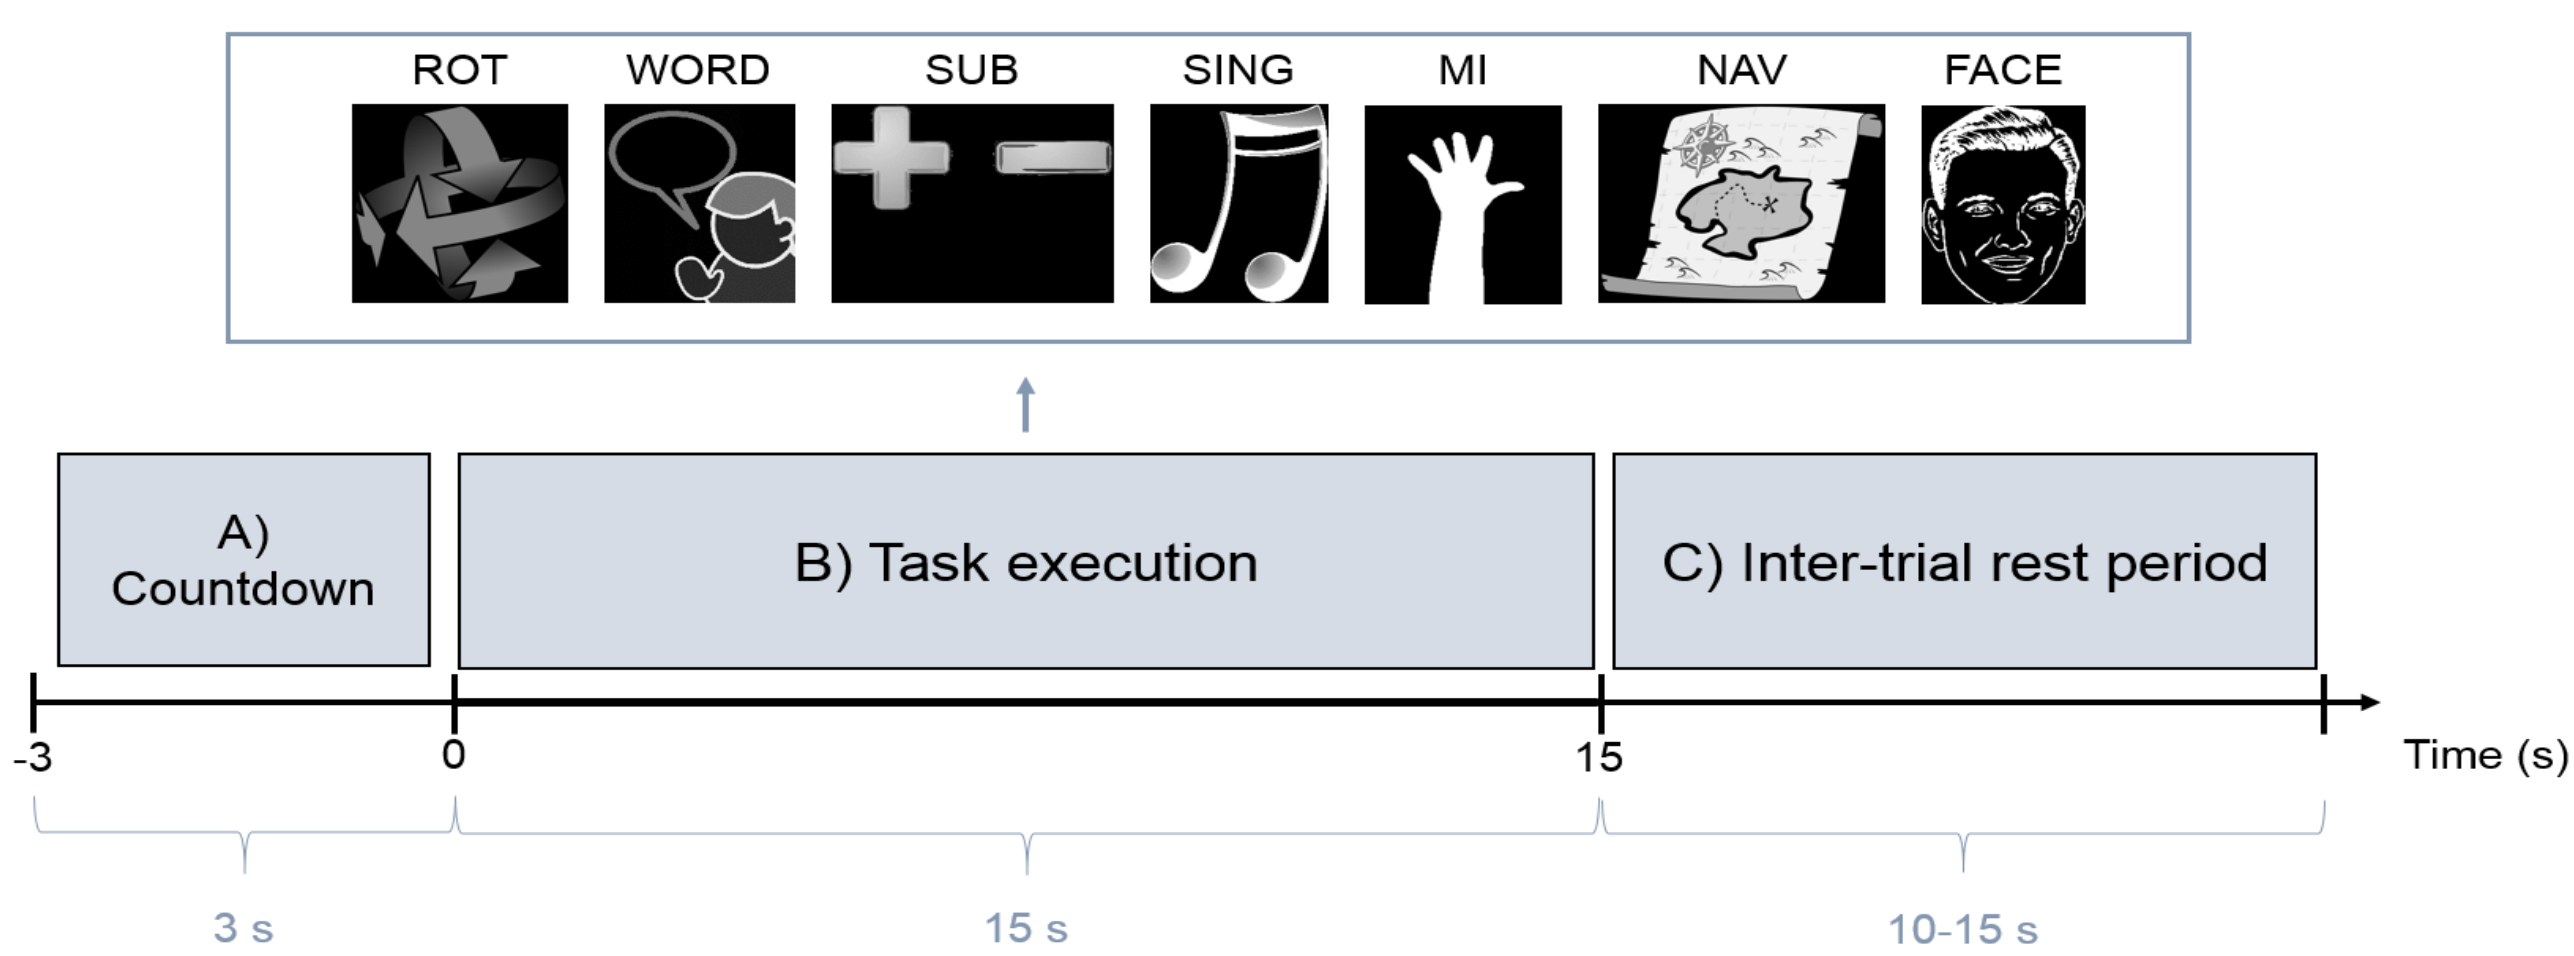 ROT WORD SUB SING MI NAV FACE
A)
Countdown
B) Task execution
C) Inter-trial rest period
-3 0 15 Time (s)
3 s 15 s 10-15 s